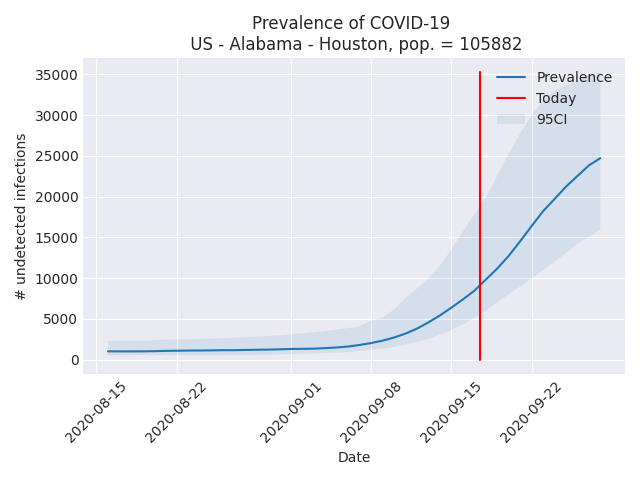 Prevalence of COVID-19
US - Alabama - Houston, pop. = 105882
35000
30000
25000
20000
15000
10000
5000
0
# undetected infections
Prevalence
Today
95CI
2020-08-15
2020-08-22
2020-09-01
2020-09-08
2020-09-15
2020-09-22
Date